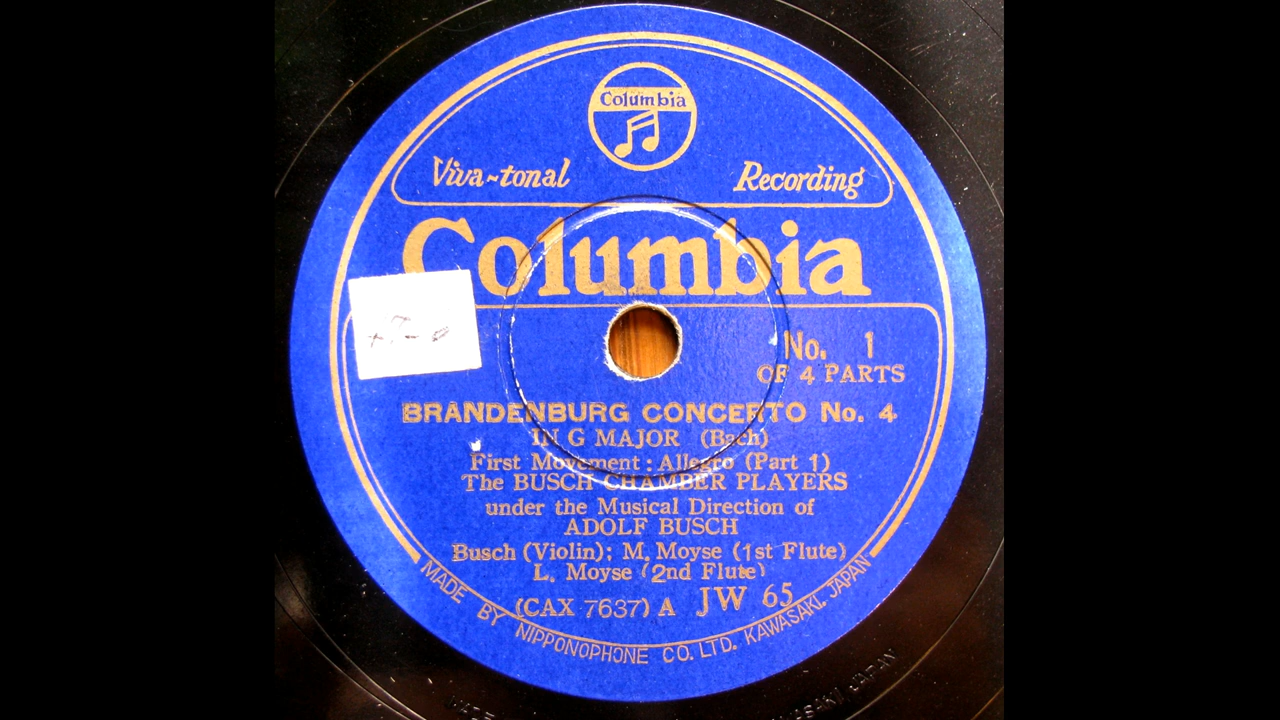 Columbia
Viva-tonal Recording
Columbia
No. 1
OF 4 PARTS
BRANDENBURG CONCERTO No. 4
IN G MAJOR (Bach)
First Movement: Allegro (Part 1)
The BUSCH CHAMBER PLAYERS
under the Musical Direction of
ADOLF BUSCH
Busch (Violin); M. Moyse (1st Flute)
L. Moyse (2nd Flute)
(CAX 7637) A JW 65
MADE BY NIPPONOPHONE CO. LTD. KAWASAKI. JAPAN
JAPAN